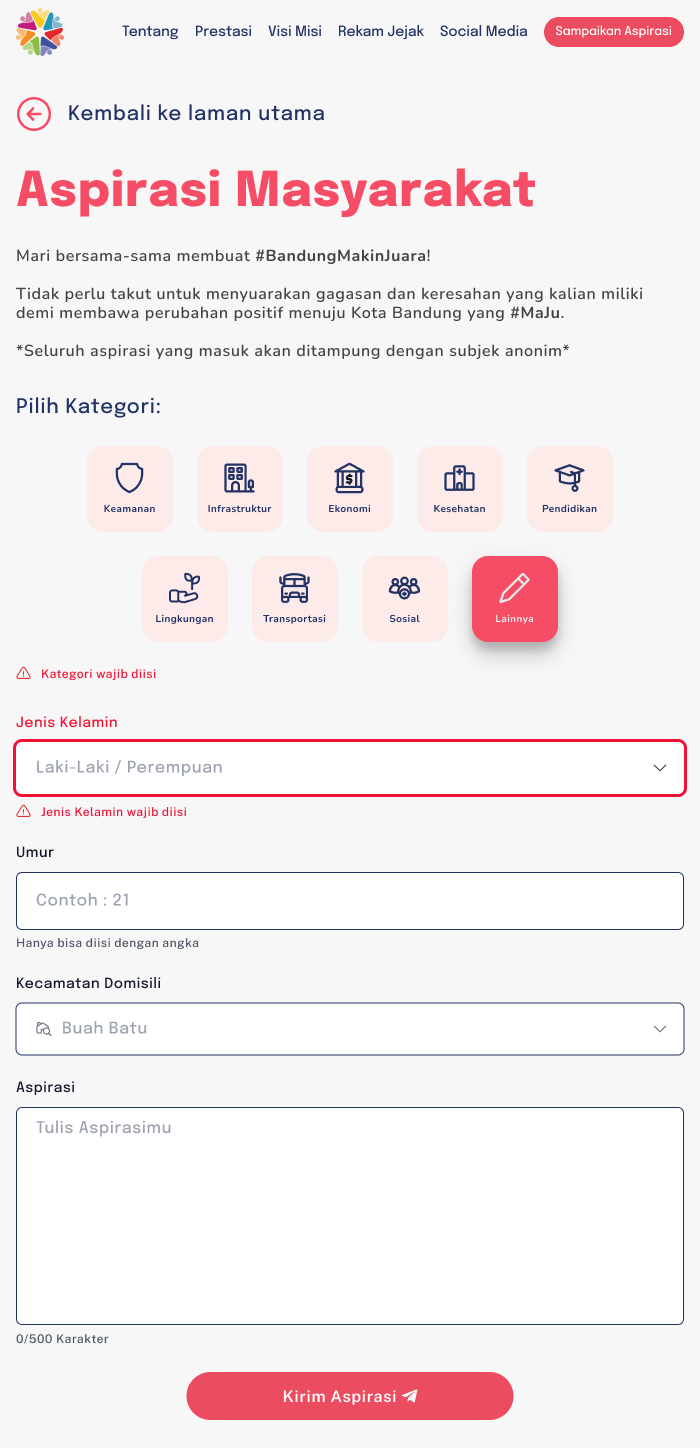 Tentang Prestasi Visi Misi Rekam Jejak Social Media Sampaikan Aspirasi
Kembali ke laman utama
Aspirasi Masyarakat
Mari bersama-sama membuat #BandungMakinJuara!
Tidak perlu takut untuk menyuarakan gagasan dan keresahan yang kalian miliki
demi membawa perubahan positif menuju Kota Bandung yang #MaJu.
*Seluruh aspirasi yang masuk akan ditampung dengan subjek anonim*
Pilih Kategori:
Keamanan Infrastruktur Ekonomi Kesehatan Pendidikan
Lingkungan Transportasi Sosial Lainnya
Kategori wajib diisi
Jenis Kelamin
Laki-Laki / Perempuan
Jenis Kelamin wajib diisi
Umur
Contoh : 21
Hanya bisa diisi dengan angka
Kecamatan Domisili
Buah Batu
Aspirasi
Tulis Aspirasimu
0/500 Karakter
Kirim Aspirasi